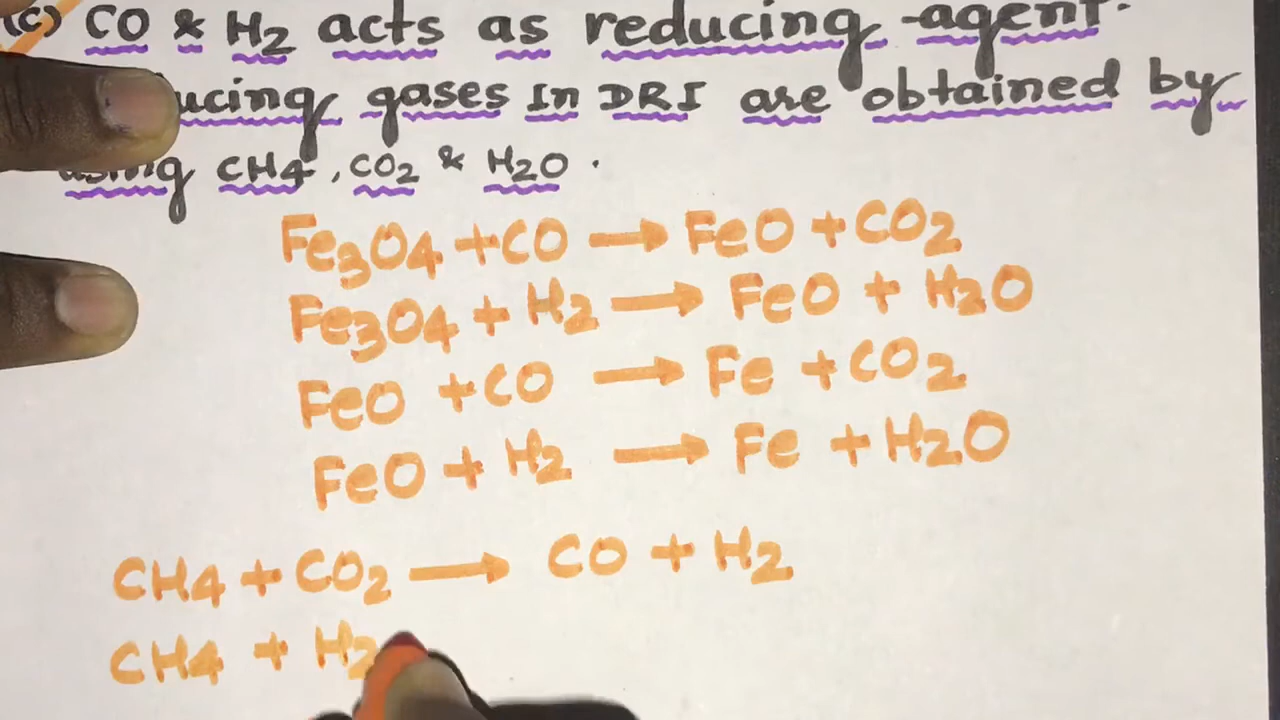 (c) CO & H2 acts as reducing agent.
gases In DRI are obtained by
CH4, CO2 & H2O.
Fe3O4 + CO → FeO + CO2
Fe3O4 + H2 → FeO + H2O
FeO + CO → Fe + CO2
FeO + H2 → Fe + H2O
CH4 + CO2 → CO + H2
CH4 + H2